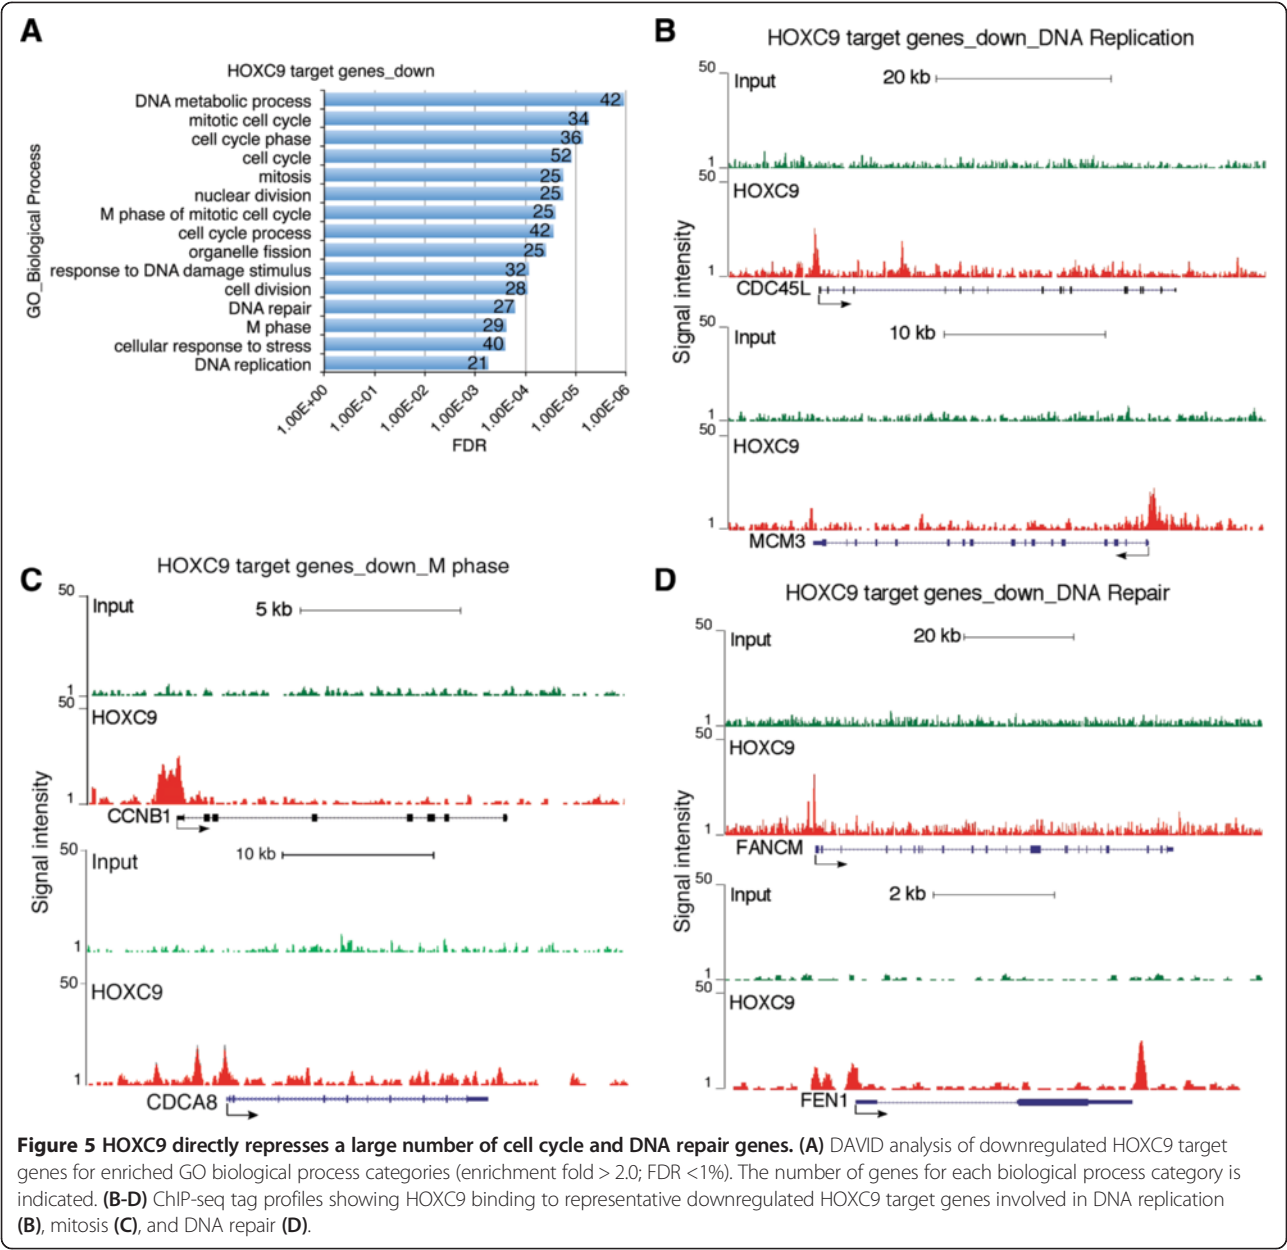 A
HOXC9 target genes_down
GO_Biological Process
DNA metabolic process 42
mitotic cell cycle 34
cell cycle phase 36
cell cycle 52
mitosis 25
nuclear division 25
M phase of mitotic cell cycle 25
cell cycle process 42
organelle fission 25
response to DNA damage stimulus 32
cell division 28
DNA repair 27
M phase 29
cellular response to stress 40
DNA replication 21
1.00E+00 1.00E-01 1.00E-02 1.00E-03 1.00E-04 1.00E-05 1.00E-06
FDR
B
HOXC9 target genes_down_DNA Replication
Signal intensity
50
Input
20 kb
1
50
HOXC9
1
CDC45L
50
Input
10 kb
1
50
HOXC9
1
MCM3
C
HOXC9 target genes_down_M phase
Signal intensity
50
Input
5 kb
1
50
HOXC9
1
CCNB1
50
Input
10 kb
1
50
HOXC9
1
CDCA8
D
HOXC9 target genes_down_DNA Repair
Signal intensity
50
Input
20 kb
1
50
HOXC9
1
FANCM
50
Input
2 kb
1
50
HOXC9
1
FEN1
Figure 5 HOXC9 directly represses a large number of cell cycle and DNA repair genes. (A) DAVID analysis of downregulated HOXC9 target
genes for enriched GO biological process categories (enrichment fold > 2.0; FDR <1%). The number of genes for each biological process category is
indicated. (B-D) ChIP-seq tag profiles showing HOXC9 binding to representative downregulated HOXC9 target genes involved in DNA replication
(B), mitosis (C), and DNA repair (D).